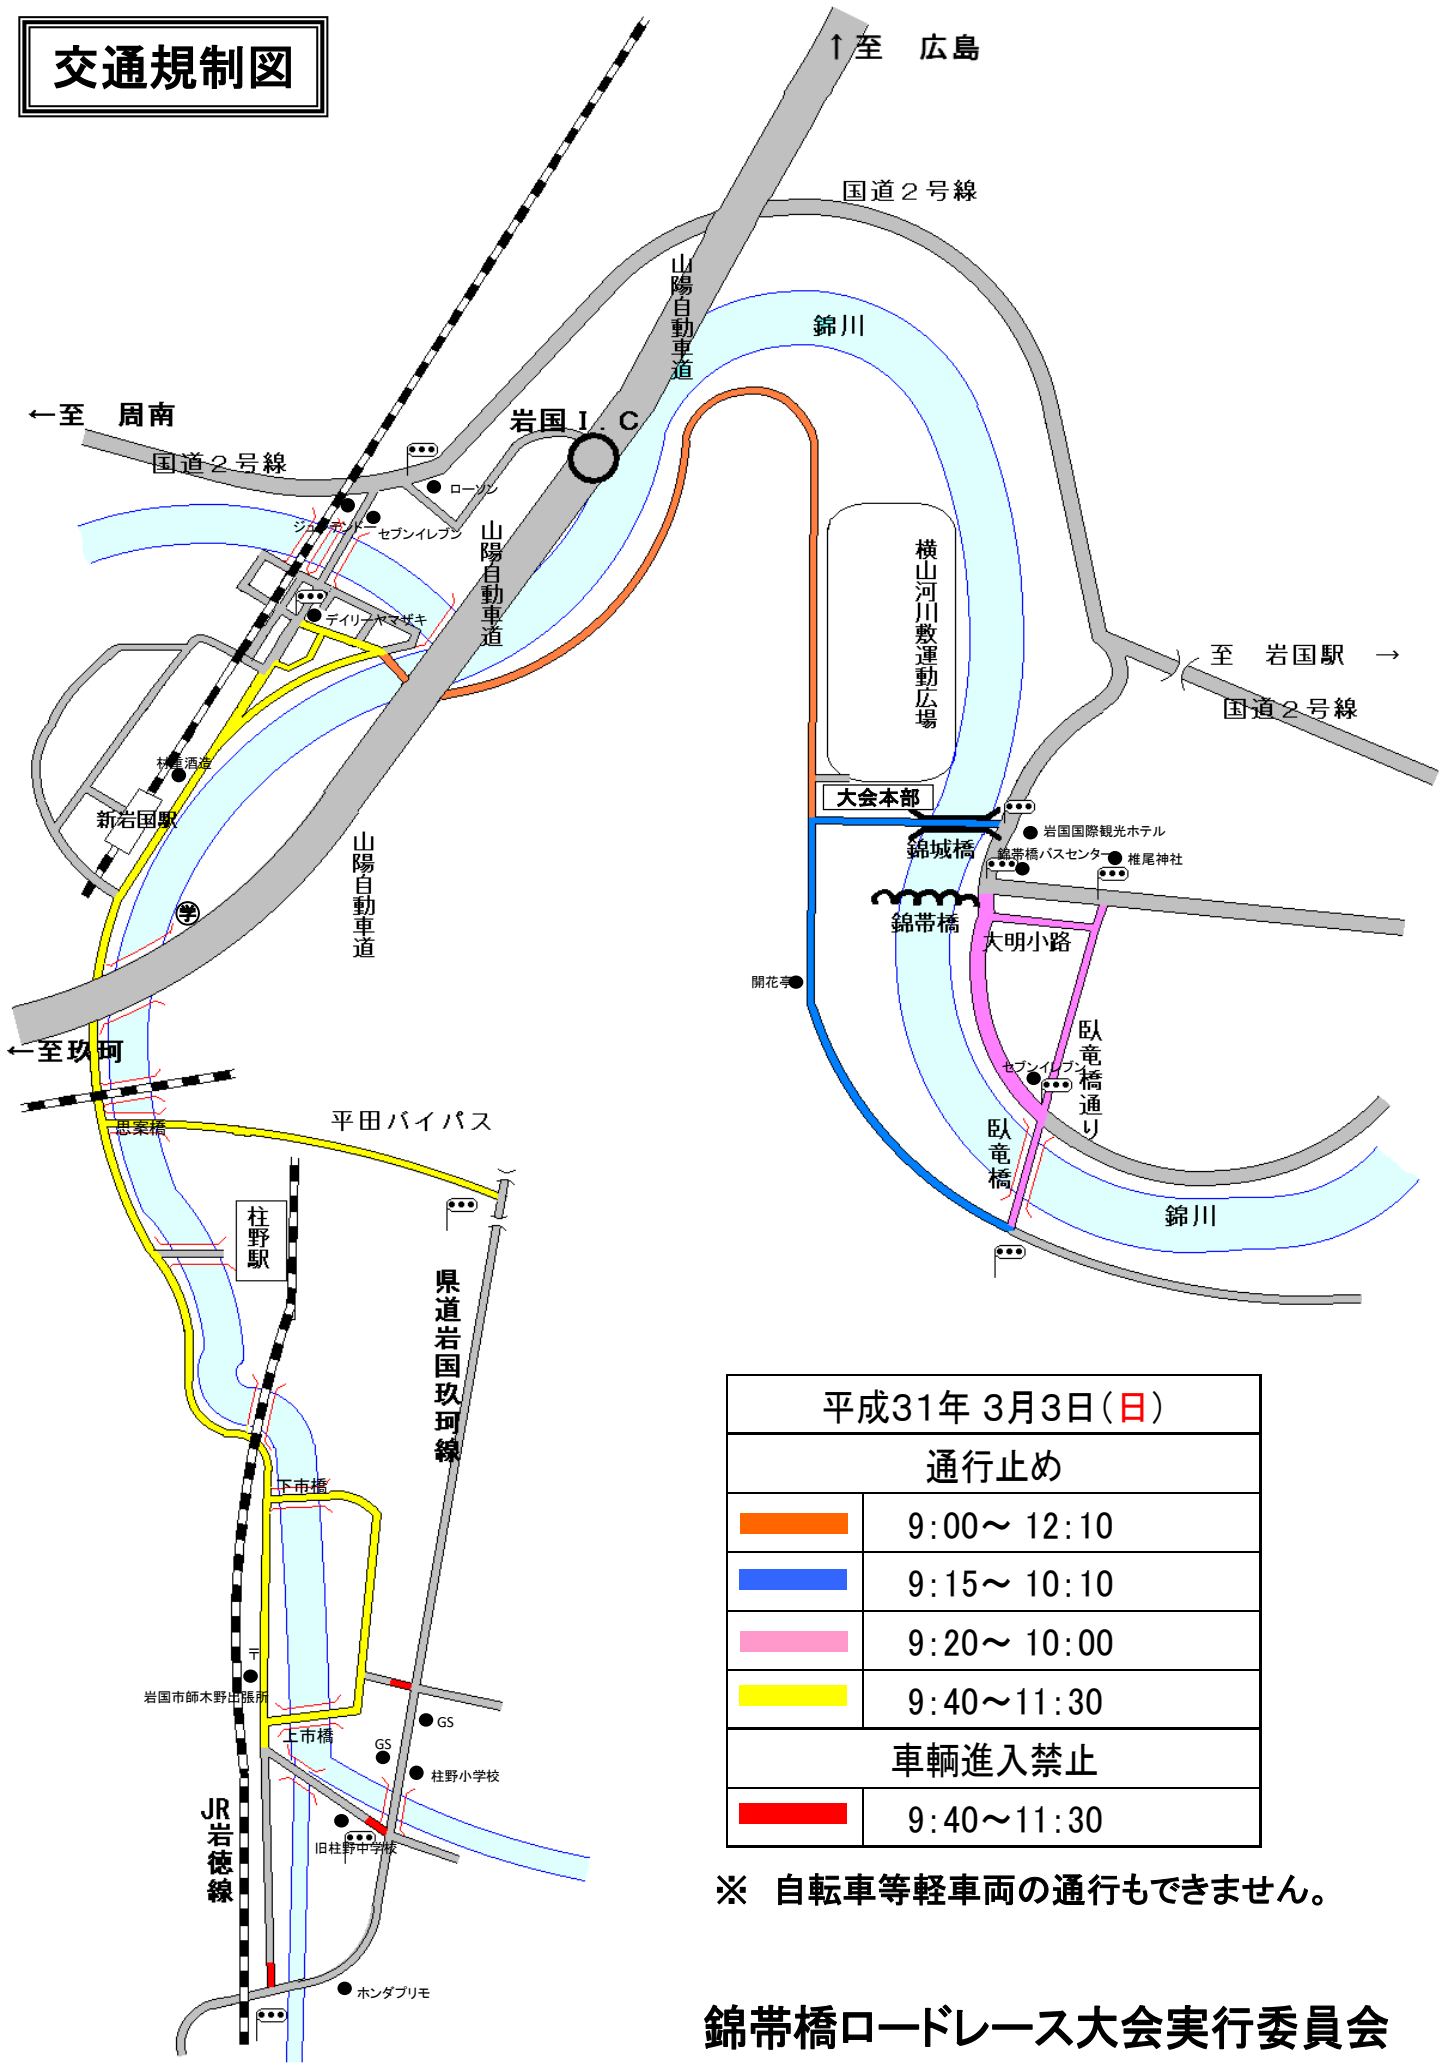 交通規制図
↑至 広島
国道２号線
山陽自動車道
錦川
←至 周南
岩国Ｉ．Ｃ
国道２号線
ローソン
セブンイレブン
山陽自動車道
横山河川敷運動広場
デイリーヤマザキ
至 岩国駅 →
国道２号線
村重酒造
新岩国駅
大会本部
岩国国際観光ホテル
錦城橋
錦帯橋バスセンター
椎尾神社
山陽自動車道
学
錦帯橋
大明小路
開花亭
←至玖珂
臥竜橋通り
セブンイレブン
平田バイパス
思案橋
臥竜橋
柱野駅
錦川
県道岩国玖珂線
下市橋
〒
岩国市師木野出張所
GS
上市橋
GS
柱野小学校
JR岩徳線
旧柱野中学校
ホンダプリモ
平成31年 3月3日(日)
通行止め
9:00～ 12:10
9:15～ 10:10
9:20～ 10:00
9:40～11:30
車輌進入禁止
9:40～11:30
※ 自転車等軽車両の通行もできません。
錦帯橋ロードレース大会実行委員会